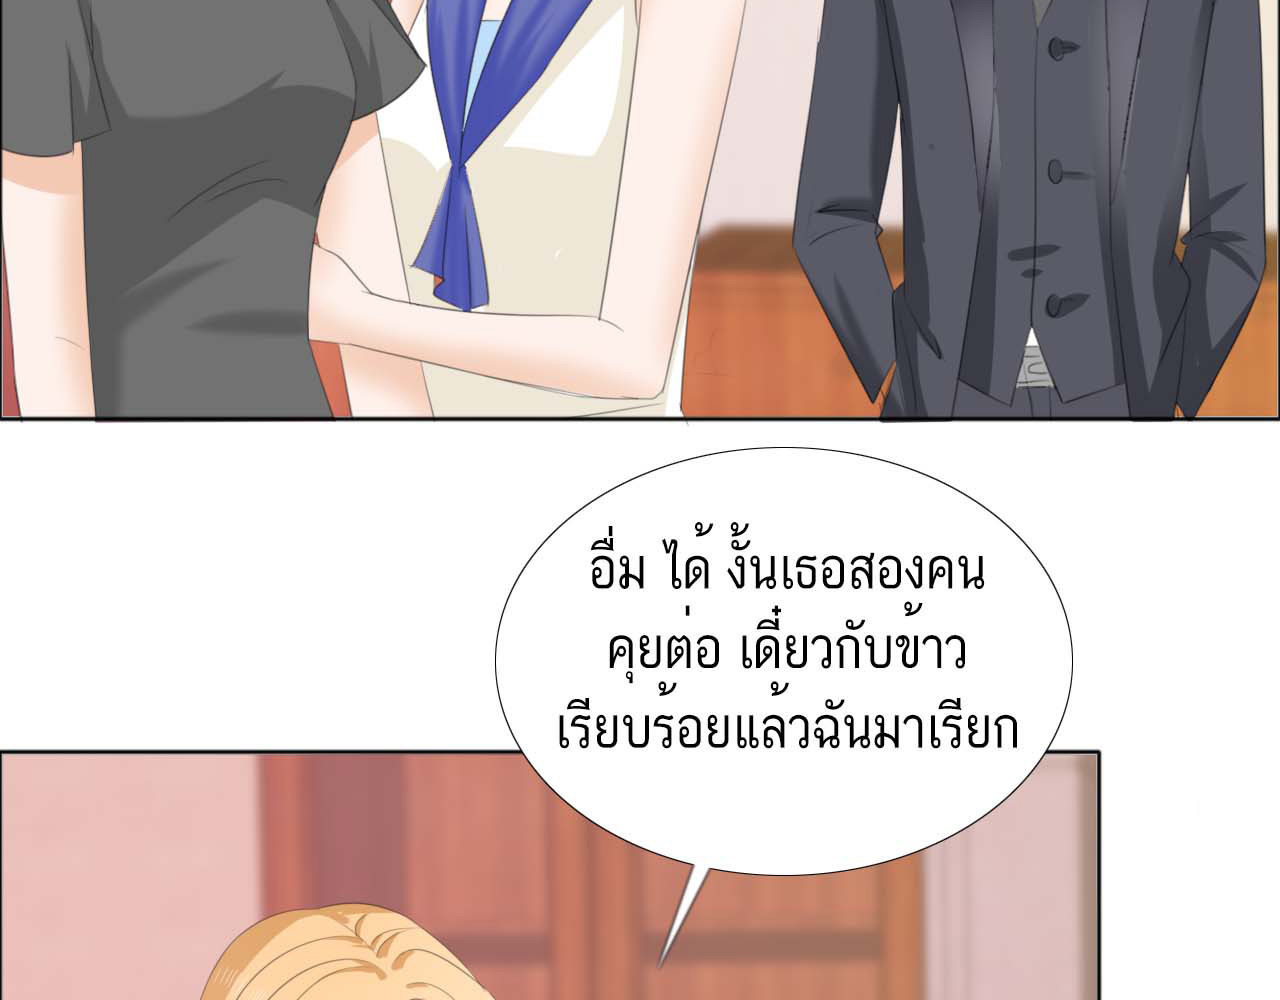 อื่ม ได้ งั้นเธอสองคน
คุยต่อ เดี๋ยวกับข้าว
เรียบร้อยแล้วฉันมาเรียก